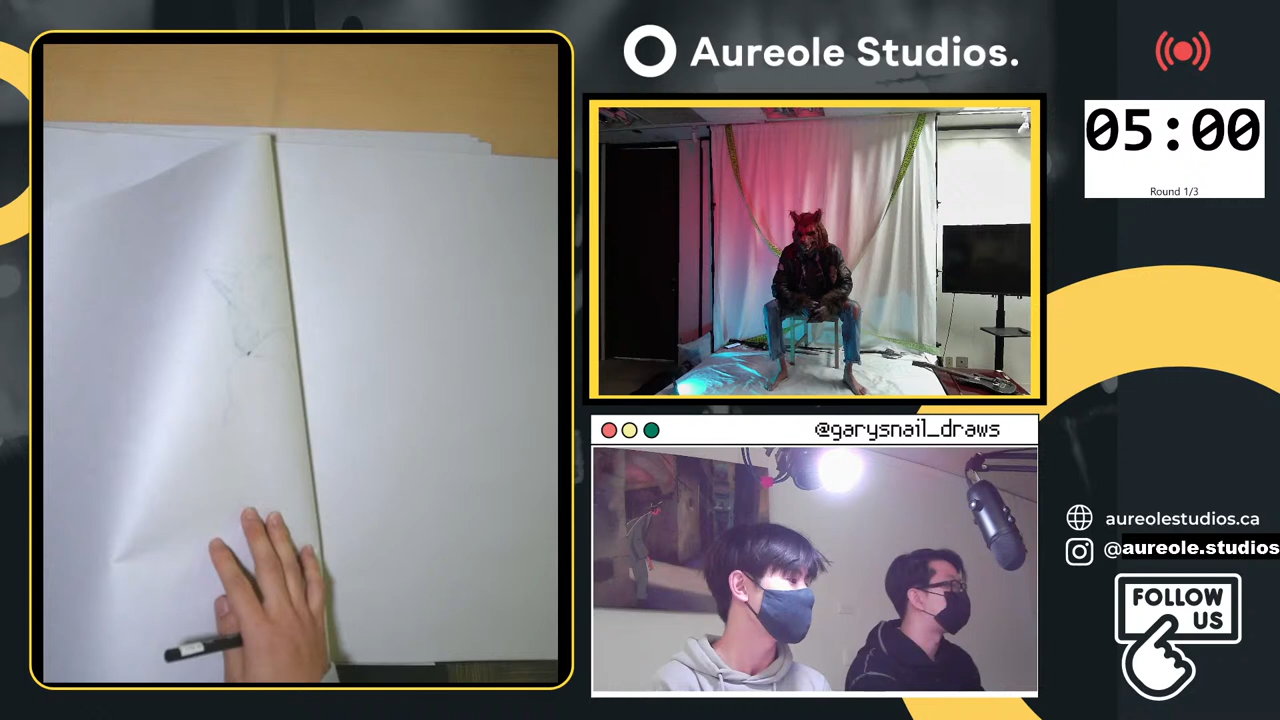 Aureole Studios.
05:00
Round 1/3
@garysnail_draws
aureolestudios.ca
@aureole.studios
FOLLOW
US